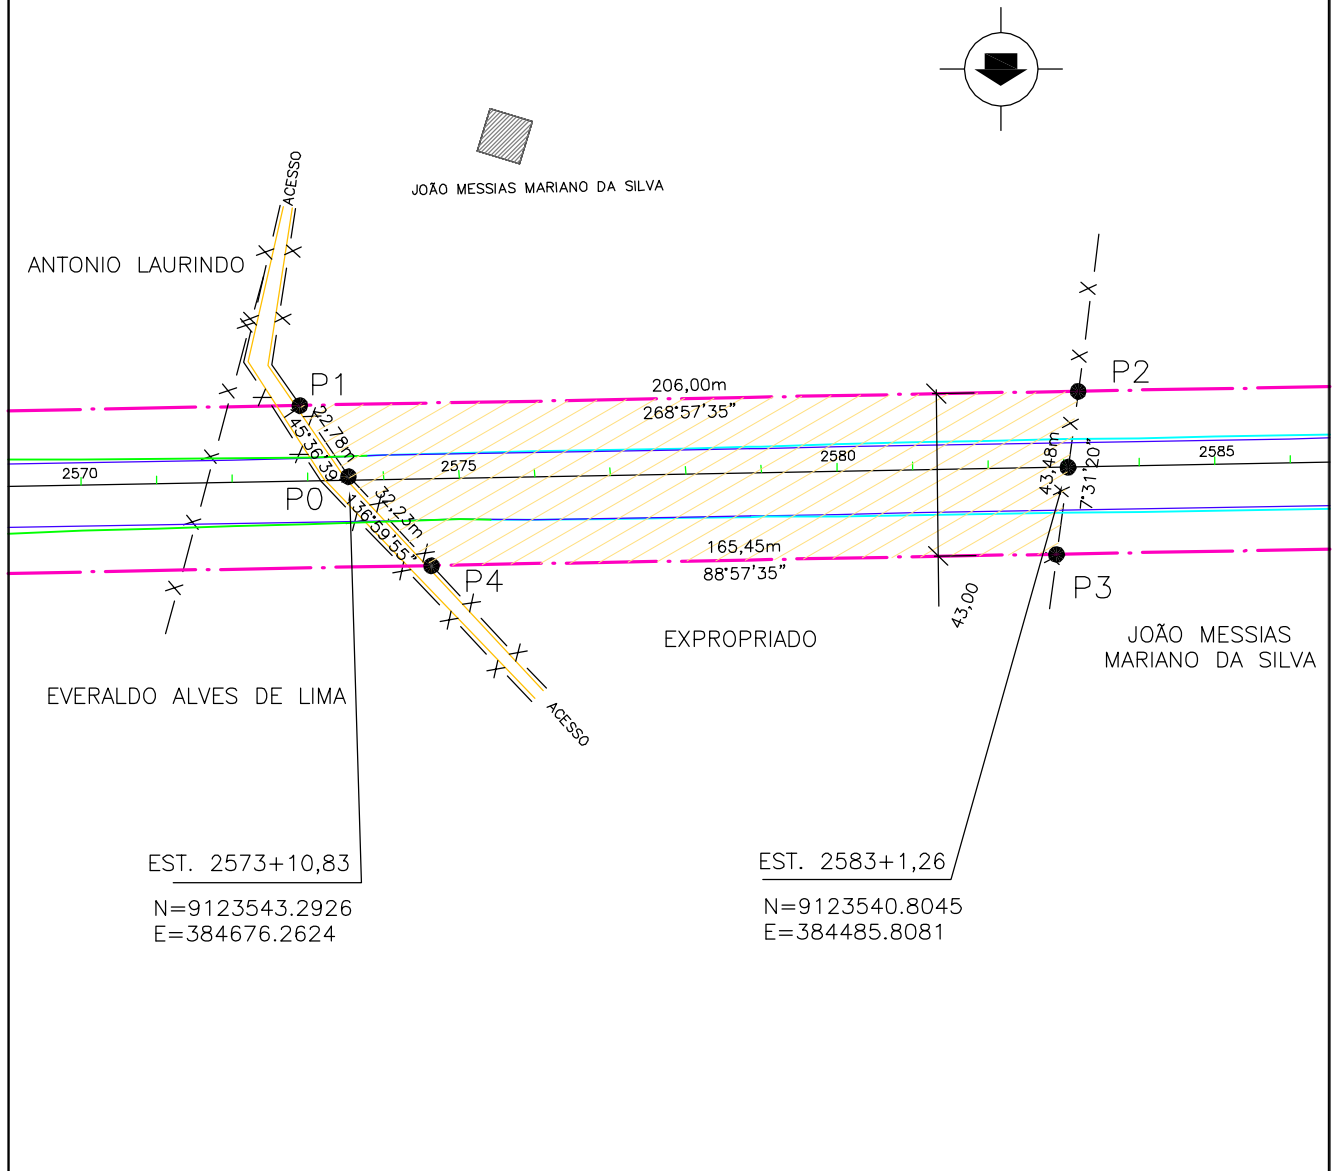 ACESSO
JOÃO MESSIAS MARIANO DA SILVA
ANTONIO LAURINDO
P1
P2
206,00m
268°57'35"
22,78m
145°36'39
2570
2575
2580
2585
43,48m
7°31'20"
P0
32,23m
136°59'55"
165,45m
88°57'35"
P4
P3
43,00
EXPROPRIADO
JOÃO MESSIAS
MARIANO DA SILVA
EVERALDO ALVES DE LIMA
ACESSO
EST. 2573+10,83
N=9123543.2926
E=384676.2624
EST. 2583+1,26
N=9123540.8045
E=384485.8081